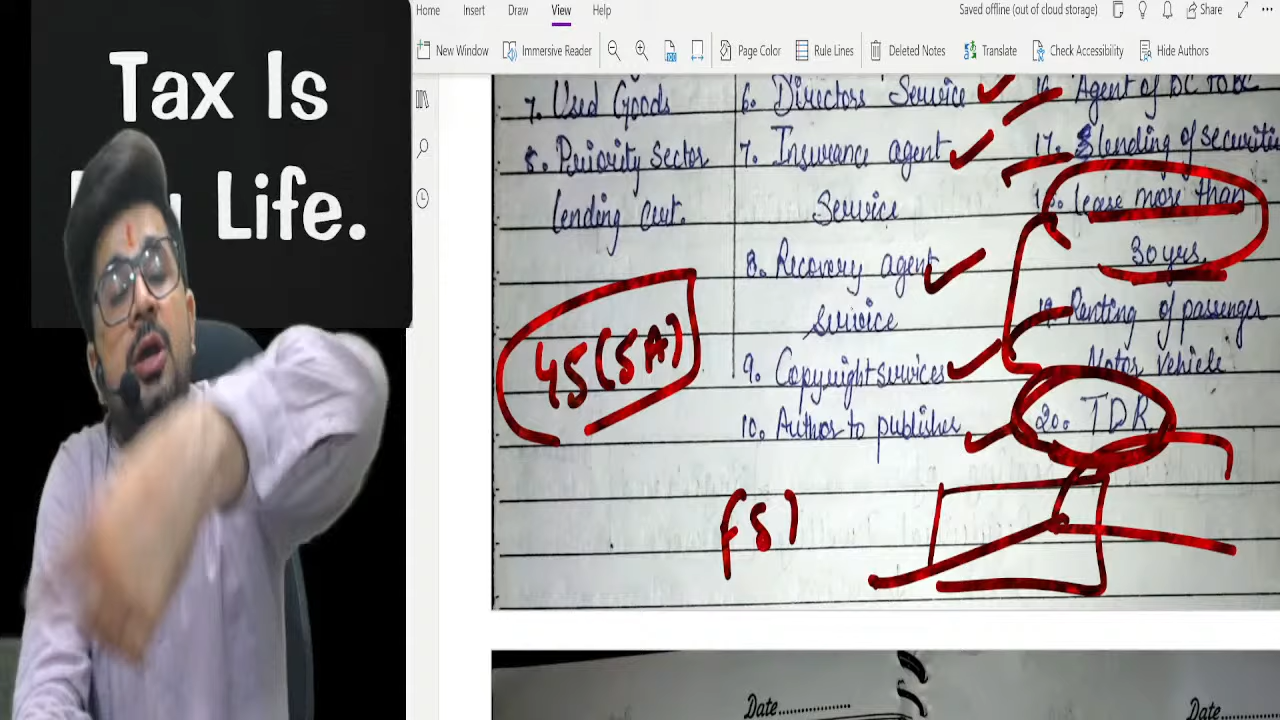 Tax Is
Life.
Home Insert Draw View Help
Saved offline (out of cloud storage) Share
New Window Immersive Reader Page Color Rule Lines Deleted Notes Translate Check Accessibility Hide Authors
7. Used Goods
8. Priority Sector
lending cert.
6. Directors' Service
7. Insurance agent
Service
8. Recovery agent
service
9. Copyright services
10. Author to publisher
Agent of
17. lending of
lease more than
30 yrs.
19. Renting of passenger
Motor vehicle
20. TDR
45(5A)
Date
Date